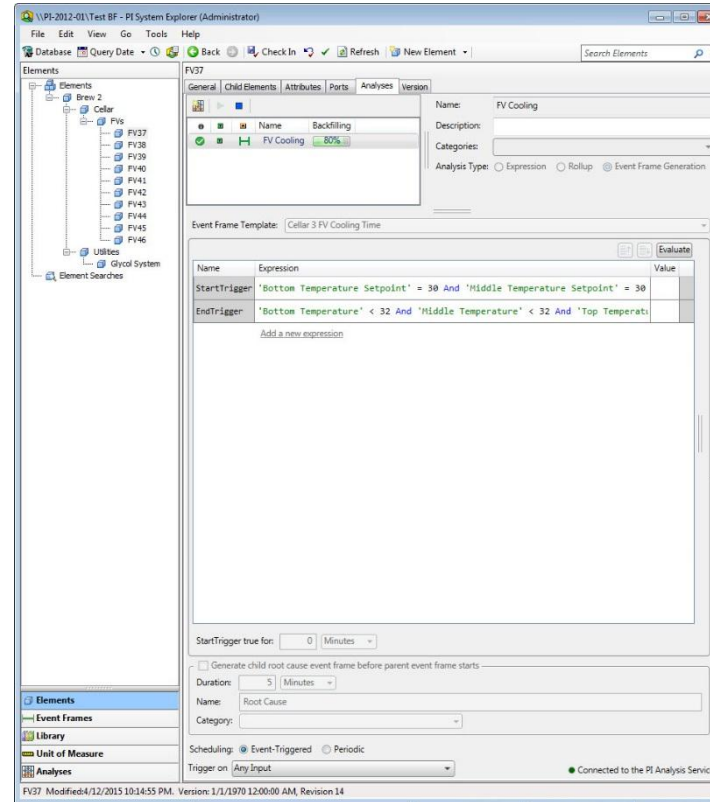 \\PI-2012-01\Test BF - PI System Explorer (Administrator)
File Edit View Go Tools Help
Database Query Date Back Check In Refresh New Element Search Elements
Elements
Elements
Brew 2
Cellar
FVs
FV37
FV38
FV39
FV40
FV41
FV42
FV43
FV44
FV45
FV46
Utilities
Glycol System
Element Searches
FV37
General Child Elements Attributes Ports Analyses Version
Name Backfilling
FV Cooling 80%
Name: FV Cooling
Description:
Categories:
Analysis Type: Expression Rollup Event Frame Generation
Event Frame Template: Cellar 3 FV Cooling Time
Evaluate
Name Expression Value
StartTrigger 'Bottom Temperature Setpoint' = 30 And 'Middle Temperature Setpoint' = 30
EndTrigger 'Bottom Temperature' < 32 And 'Middle Temperature' < 32 And 'Top Temperatu
Add a new expression
StartTrigger true for: 0 Minutes
Generate child root cause event frame before parent event frame starts
Duration: 5 Minutes
Name: Root Cause
Category:
Scheduling: Event-Triggered Periodic
Trigger on Any Input
Connected to the PI Analysis Servic
Elements
Event Frames
Library
Unit of Measure
Analyses
FV37 Modified:4/12/2015 10:14:55 PM. Version: 1/1/1970 12:00:00 AM, Revision 14